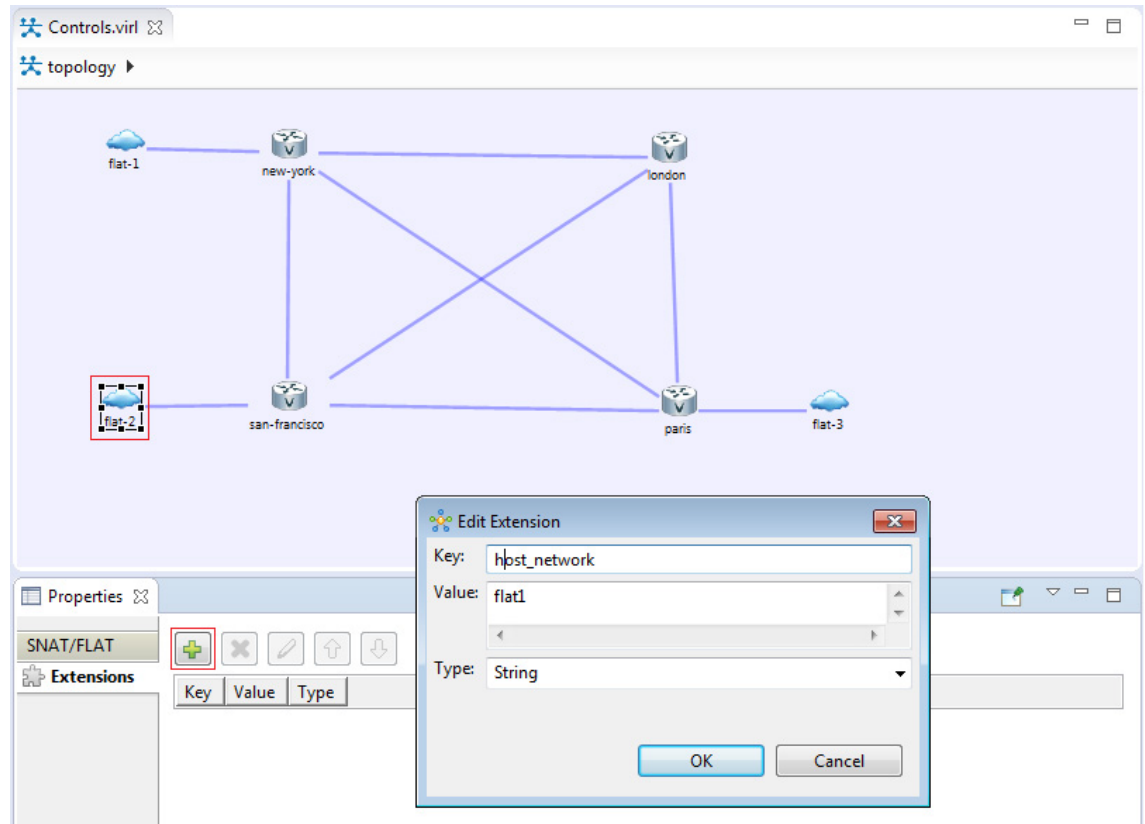 Controls.virl
topology
flat-1
new-york
london
flat-2
san-francisco
paris
flat-3
Edit Extension
Key: host_network
Value: flat1
Type: String
OK Cancel
Properties
SNAT/FLAT
Extensions
Key Value Type